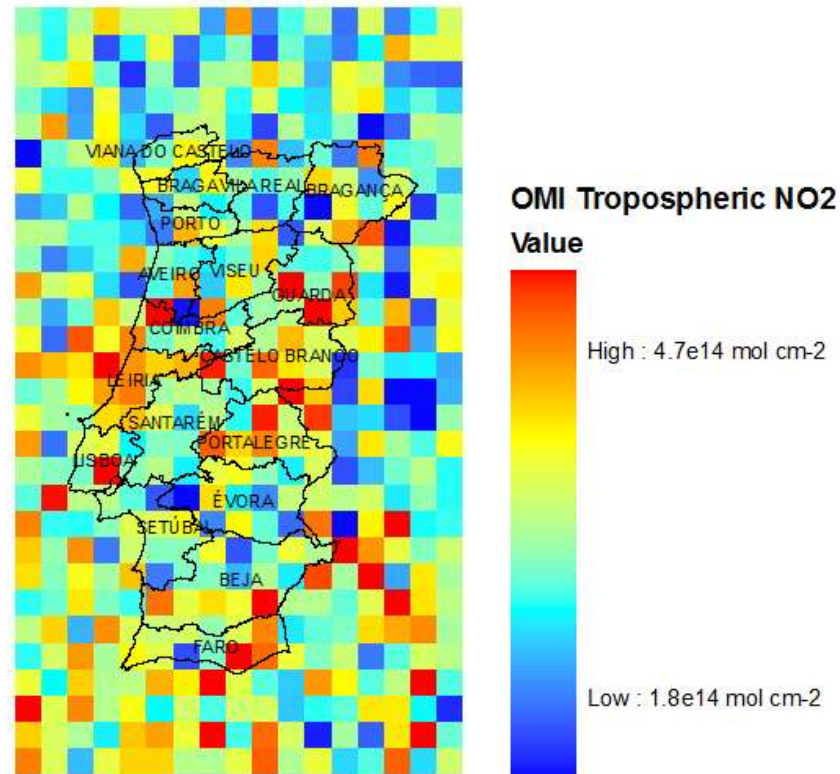 VIANA DO CASTELO
BRAGA VILA REAL BRAGANÇA
PORTO
AVEIRO VISEU
GUARDA
COIMBRA
CASTELO BRANCO
LEIRIA
SANTARÉM
PORTALEGRE
LISBOA
ÉVORA
SETÚBAL
BEJA
FARO
OMI Tropospheric NO2
Value
High : 4.7e14 mol cm-2
Low : 1.8e14 mol cm-2